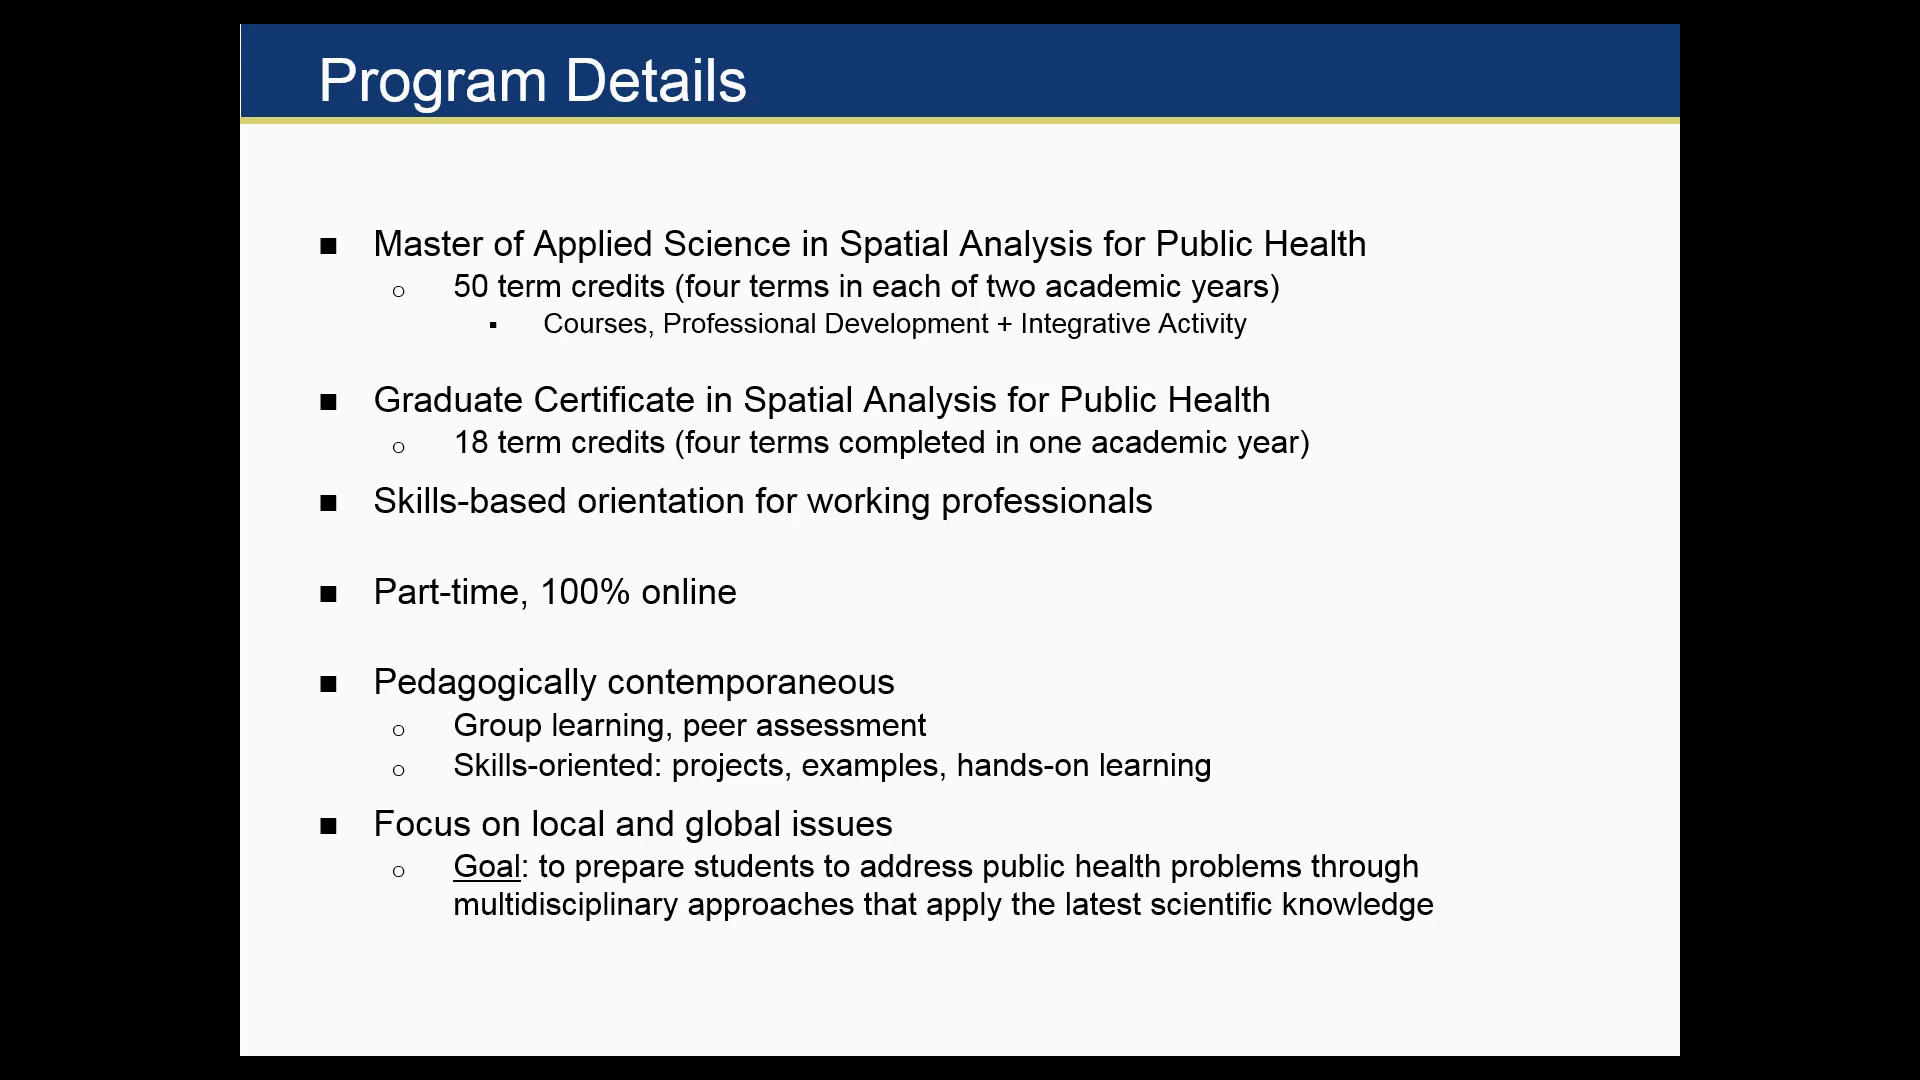 Program Details
■ Master of Applied Science in Spatial Analysis for Public Health
○ 50 term credits (four terms in each of two academic years)
▪ Courses, Professional Development + Integrative Activity
■ Graduate Certificate in Spatial Analysis for Public Health
○ 18 term credits (four terms completed in one academic year)
■ Skills-based orientation for working professionals
■ Part-time, 100% online
■ Pedagogically contemporaneous
○ Group learning, peer assessment
○ Skills-oriented: projects, examples, hands-on learning
■ Focus on local and global issues
○ Goal: to prepare students to address public health problems through
multidisciplinary approaches that apply the latest scientific knowledge